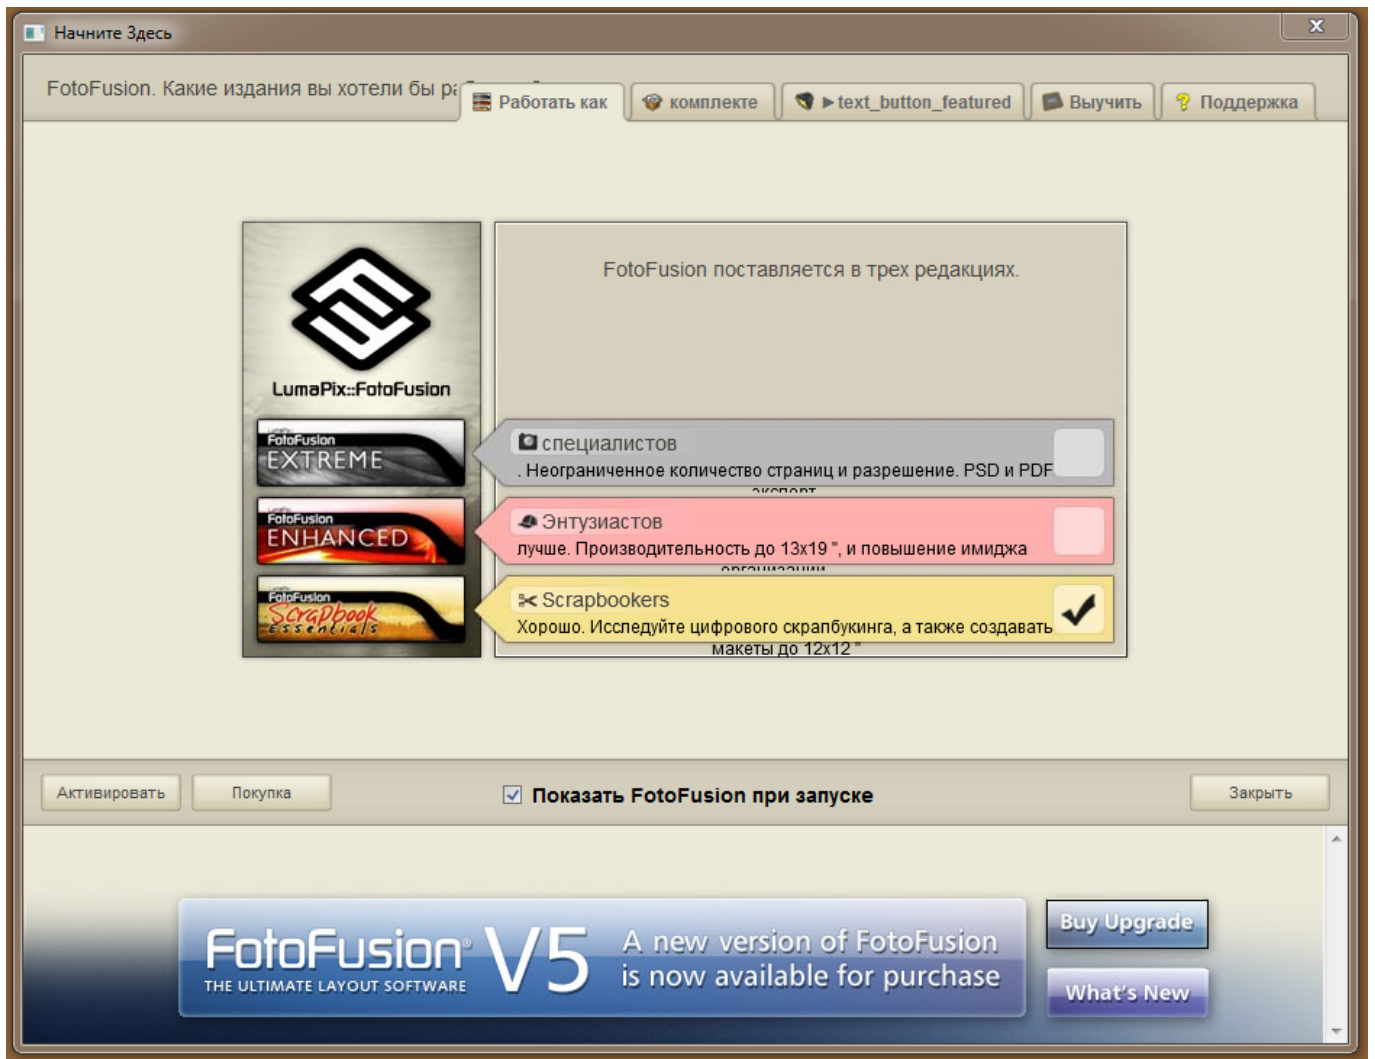 Начните Здесь
X
FotoFusion. Какие издания вы хотели бы
Работать как
комплекте
►text_button_featured
Выучить
? Поддержка
LumaPix::FotoFusion
FotoFusion поставляется в трех редакциях.
FotoFusion
EXTREME
специалистов
. Неограниченное количество страниц и разрешение. PSD и PDF
экспорт
FotoFusion
ENHANCED
Энтузиастов
лучше. Производительность до 13x19 ", и повышение имиджа
организации
FotoFusion
Scrapbook
Essentials
Scrapbookers
Хорошо. Исследуйте цифрового скрапбукинга, а также создавать
макеты до 12x12 "
Активировать
Покупка
Показать FotoFusion при запуске
Закрыть
FotoFusion®
THE ULTIMATE LAYOUT SOFTWARE
V5
A new version of FotoFusion
is now available for purchase
Buy Upgrade
What's New